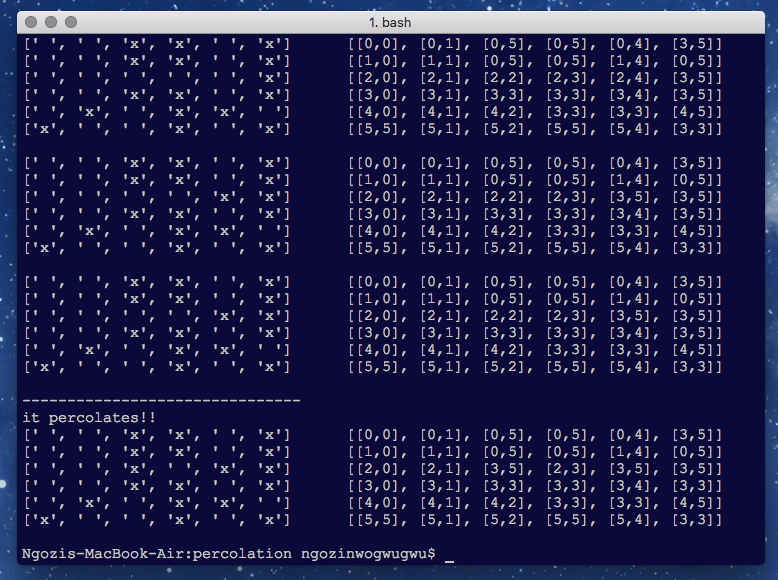 1. bash
[' ', ' ', 'x', 'x', ' ', 'x']      [[0,0], [0,1], [0,5], [0,5], [0,4], [3,5]]
[' ', ' ', 'x', 'x', ' ', 'x']      [[1,0], [1,1], [0,5], [0,5], [1,4], [0,5]]
[' ', ' ', ' ', ' ', ' ', 'x']      [[2,0], [2,1], [2,2], [2,3], [2,4], [3,5]]
[' ', ' ', 'x', 'x', ' ', 'x']      [[3,0], [3,1], [3,3], [3,3], [3,4], [3,5]]
[' ', 'x', ' ', 'x', 'x', ' ']      [[4,0], [4,1], [4,2], [3,3], [3,3], [4,5]]
['x', ' ', ' ', 'x', ' ', 'x']      [[5,5], [5,1], [5,2], [5,5], [5,4], [3,3]]
[' ', ' ', 'x', 'x', ' ', 'x']      [[0,0], [0,1], [0,5], [0,5], [0,4], [3,5]]
[' ', ' ', 'x', 'x', ' ', 'x']      [[1,0], [1,1], [0,5], [0,5], [1,4], [0,5]]
[' ', ' ', ' ', ' ', 'x', 'x']      [[2,0], [2,1], [2,2], [2,3], [3,5], [3,5]]
[' ', ' ', 'x', 'x', ' ', 'x']      [[3,0], [3,1], [3,3], [3,3], [3,4], [3,5]]
[' ', 'x', ' ', 'x', 'x', ' ']      [[4,0], [4,1], [4,2], [3,3], [3,3], [4,5]]
['x', ' ', ' ', 'x', ' ', 'x']      [[5,5], [5,1], [5,2], [5,5], [5,4], [3,3]]
[' ', ' ', 'x', 'x', ' ', 'x']      [[0,0], [0,1], [0,5], [0,5], [0,4], [3,5]]
[' ', ' ', 'x', 'x', ' ', 'x']      [[1,0], [1,1], [0,5], [0,5], [1,4], [0,5]]
[' ', ' ', ' ', ' ', 'x', 'x']      [[2,0], [2,1], [2,2], [2,3], [3,5], [3,5]]
[' ', ' ', 'x', 'x', ' ', 'x']      [[3,0], [3,1], [3,3], [3,3], [3,4], [3,5]]
[' ', 'x', ' ', 'x', 'x', ' ']      [[4,0], [4,1], [4,2], [3,3], [3,3], [4,5]]
['x', ' ', ' ', 'x', ' ', 'x']      [[5,5], [5,1], [5,2], [5,5], [5,4], [3,3]]
-------------------------------
it percolates!!
[' ', ' ', 'x', 'x', ' ', 'x']      [[0,0], [0,1], [0,5], [0,5], [0,4], [3,5]]
[' ', ' ', 'x', 'x', ' ', 'x']      [[1,0], [1,1], [0,5], [0,5], [1,4], [0,5]]
[' ', ' ', 'x', ' ', 'x', 'x']      [[2,0], [2,1], [3,5], [2,3], [3,5], [3,5]]
[' ', ' ', 'x', 'x', ' ', 'x']      [[3,0], [3,1], [3,3], [3,3], [3,4], [3,5]]
[' ', 'x', ' ', 'x', 'x', ' ']      [[4,0], [4,1], [4,2], [3,3], [3,3], [4,5]]
['x', ' ', ' ', 'x', ' ', 'x']      [[5,5], [5,1], [5,2], [5,5], [5,4], [3,3]]
Ngozis-MacBook-Air:percolation ngozinwogwugwu$ _